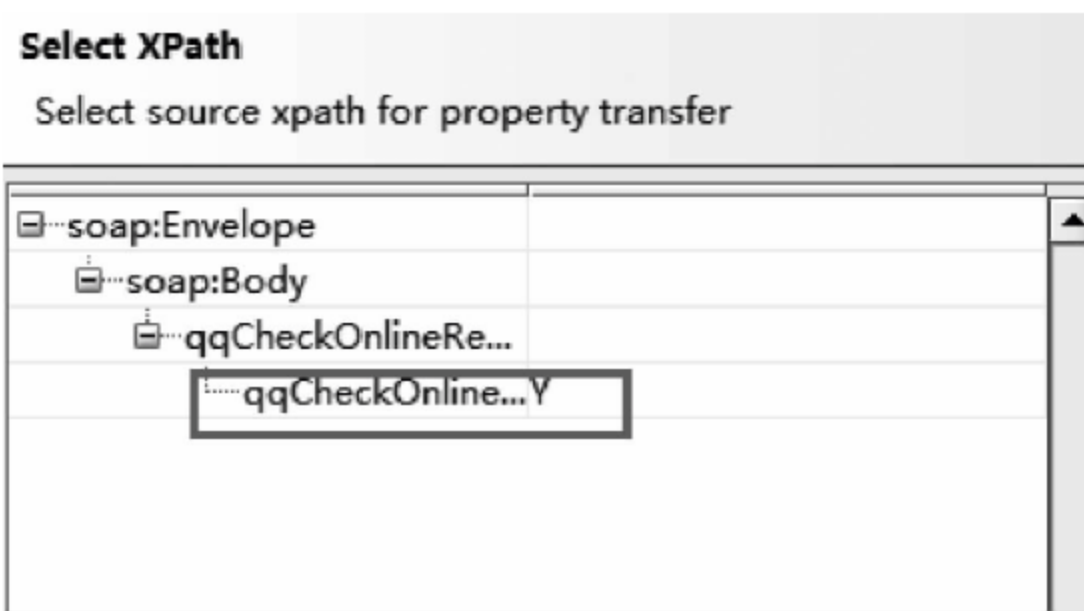 Select XPath
Select source xpath for property transfer
soap:Envelope
soap:Body
qqCheckOnlineRe...
qqCheckOnline... Y